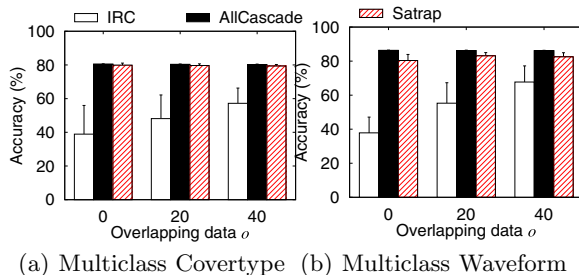 IRC AllCascade Satrap
100
80
60
40
20
0
Accuracy (%)
0 20 40
Overlapping data o
100
80
60
40
20
0
Accuracy (%)
0 20 40
Overlapping data o
(a) Multiclass Covertype (b) Multiclass Waveform